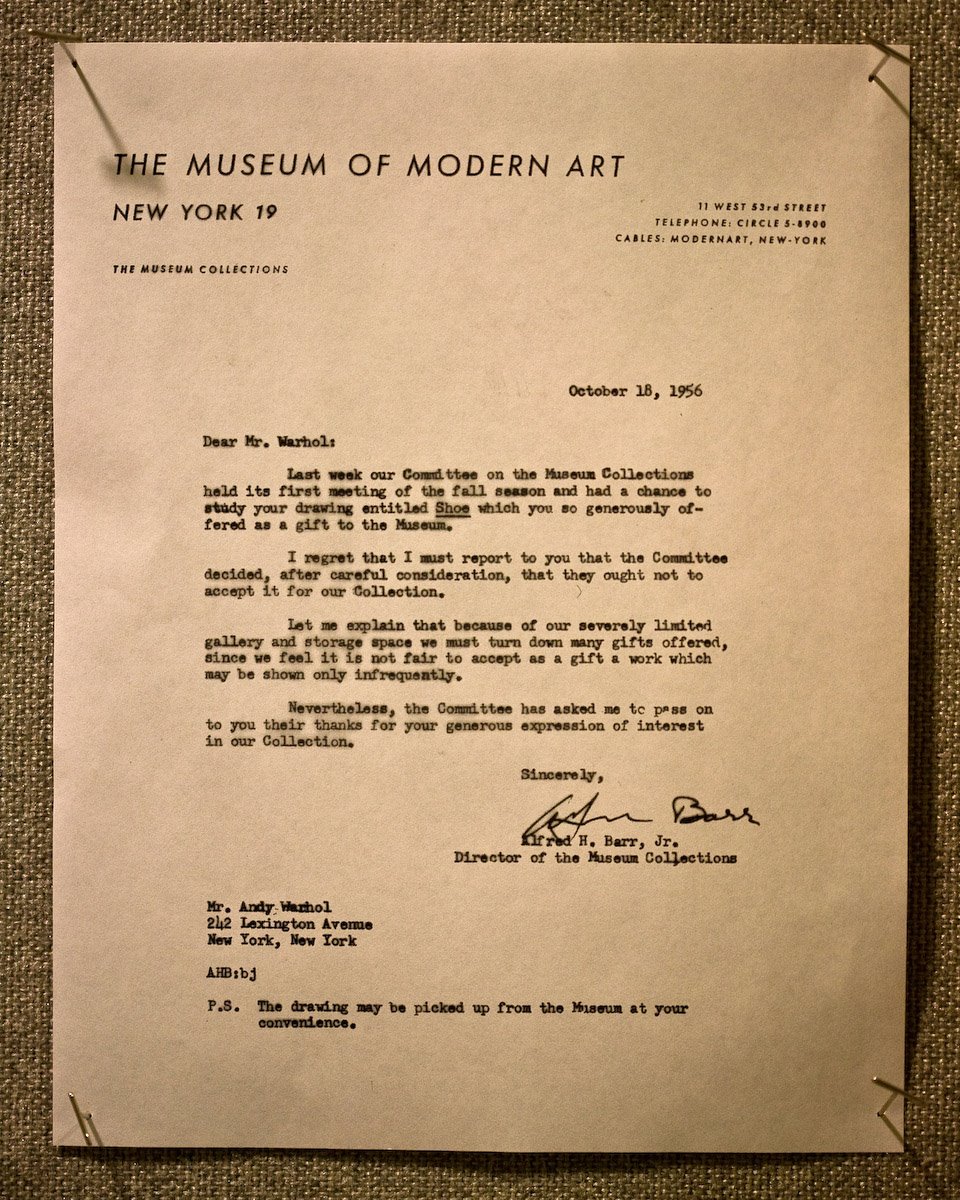 THE MUSEUM OF MODERN ART
NEW YORK 19
11 WEST 53rd STREET
TELEPHONE: CIRCLE 5-8900
CABLES: MODERNART, NEW-YORK
THE MUSEUM COLLECTIONS
October 18, 1956
Dear Mr. Warhol:
Last week our Committee on the Museum Collections
held its first meeting of the fall season and had a chance to
study your drawing entitled Shoe which you so generously of-
fered as a gift to the Museum.
I regret that I must report to you that the Committee
decided, after careful consideration, that they ought not to
accept it for our Collection.
Let me explain that because of our severely limited
gallery and storage space we must turn down many gifts offered,
since we feel it is not fair to accept as a gift a work which
may be shown only infrequently.
Nevertheless, the Committee has asked me to pass on
to you their thanks for your generous expression of interest
in our Collection.
Sincerely,
Alfred Barr
Alfred H. Barr, Jr.
Director of the Museum Collections
Mr. Andy Warhol
242 Lexington Avenue
New York, New York
AHB:bj
P.S. The drawing may be picked up from the Museum at your
convenience.